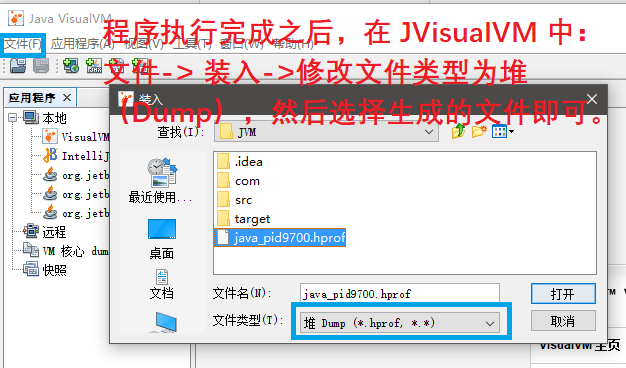 Java VisualVM
程序执行完成之后，在 JVisualVM 中：
文件(F) 应用程序(A) 视图(V) 工具(T) 窗口(W) 帮助(H)
文件-> 装入->修改文件类型为堆
（Dump），然后选择生成的文件即可。
应用程序
装入
本地
查找(I):
JVM
VisualVM
IntelliJ
org.jetb
org.jetb
org.jetb
远程
VM 核心 dum
快照
最近使用...
桌面
文档
.idea
com
src
target
java_pid9700.hprof
文件名(N):
java_pid9700.hprof
打开
文件类型(T):
堆 Dump (*.hprof, *.*)
取消
VisualVM 主页